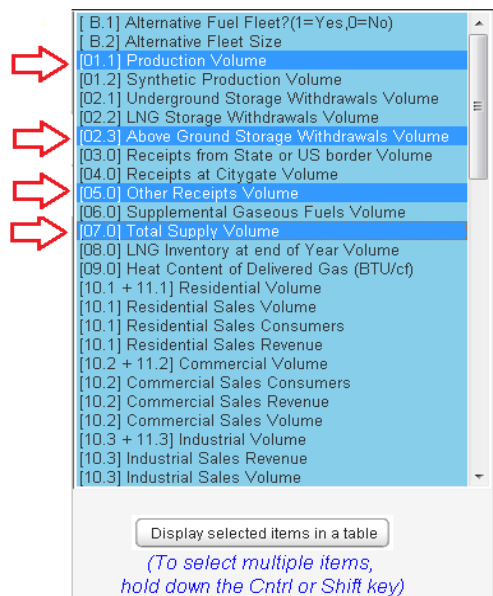 [ B.1] Alternative Fuel Fleet?(1=Yes,0=No)
[ B.2] Alternative Fleet Size
[01.1] Production Volume
[01.2] Synthetic Production Volume
[02.1] Underground Storage Withdrawals Volume
[02.2] LNG Storage Withdrawals Volume
[02.3] Above Ground Storage Withdrawals Volume
[03.0] Receipts from State or US border Volume
[04.0] Receipts at Citygate Volume
[05.0] Other Receipts Volume
[06.0] Supplemental Gaseous Fuels Volume
[07.0] Total Supply Volume
[08.0] LNG Inventory at end of Year Volume
[09.0] Heat Content of Delivered Gas (BTU/cf)
[10.1 + 11.1] Residential Volume
[10.1] Residential Sales Volume
[10.1] Residential Sales Consumers
[10.1] Residential Sales Revenue
[10.2 + 11.2] Commercial Volume
[10.2] Commercial Sales Consumers
[10.2] Commercial Sales Revenue
[10.2] Commercial Sales Volume
[10.3 + 11.3] Industrial Volume
[10.3] Industrial Sales Revenue
[10.3] Industrial Sales Volume
Display selected items in a table
(To select multiple items,
hold down the Cntrl or Shift key)